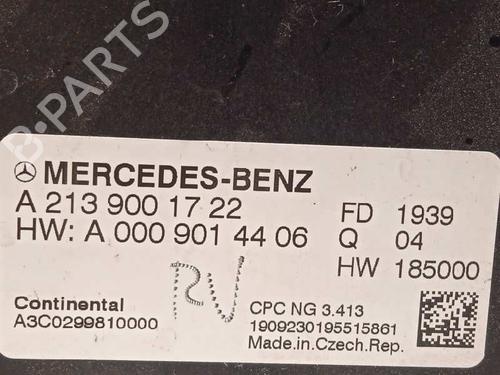 B-PARTS
MERCEDES-BENZ
A 213 900 17 22
HW: A 000 901 44 06
FD 1939
Q 04
HW 185000
RV
Continental
A3C0299810000
CPC NG 3.413
1909230195515861
Made.in.Czech.Rep.